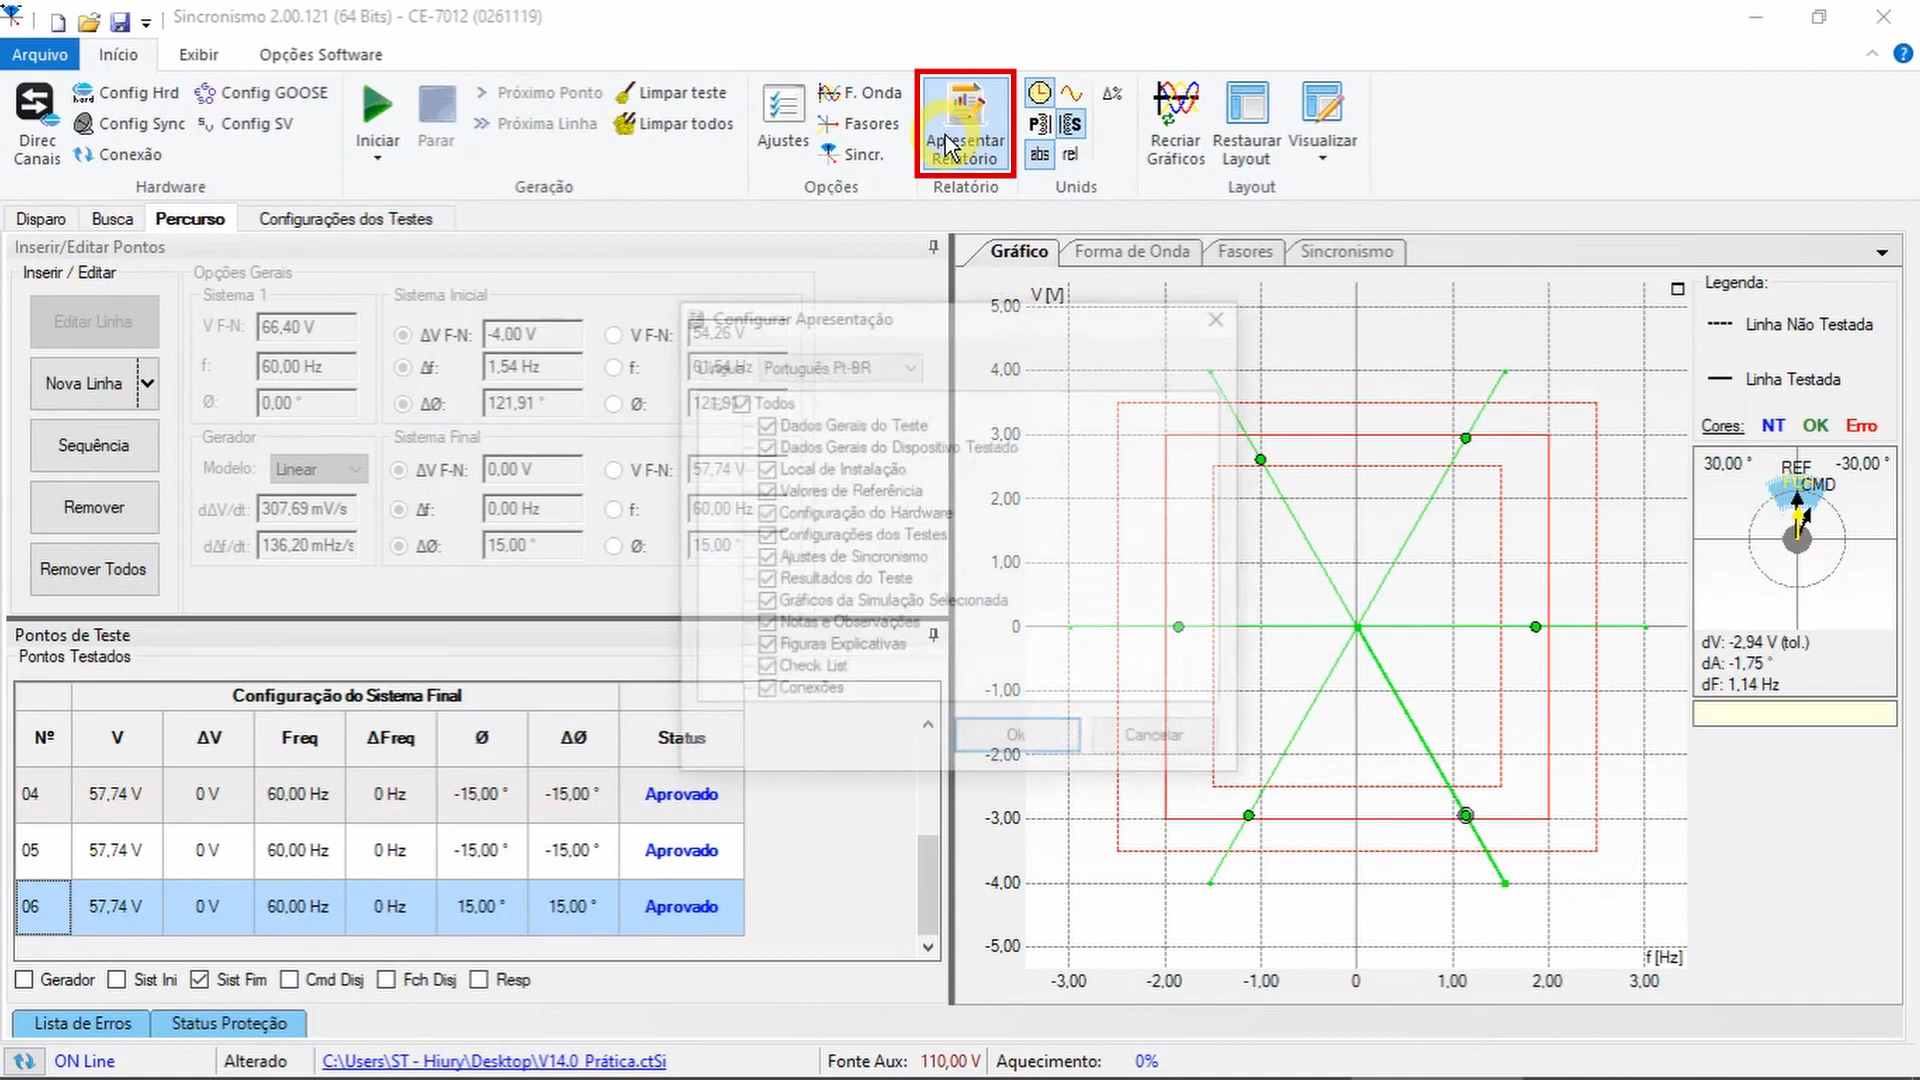 Sincronismo 2.00.121 (64 Bits) - CE-7012 (0261119)
Arquivo Início Exibir Opções Software
Direc Canais
Config Hrd
Config Sync
Conexão
Config GOOSE
Config SV
Hardware
Iniciar
Parar
Próximo Ponto
Próxima Linha
Limpar teste
Limpar todos
Geração
Ajustes
F. Onda
Fasores
Sincr.
Opções
Apresentar
Relatório
Relatório
abs rel
Δ%
Unids
Recriar Gráficos
Restaurar Layout
Visualizar
Layout
Disparo Busca Percurso Configurações dos Testes
Inserir/Editar Pontos
Inserir / Editar
Editar Linha
Nova Linha
Sequência
Remover
Remover Todos
Opções Gerais
Sistema 1
V F-N: 66,40 V
f: 60,00 Hz
Ø: 0,00 °
Gerador
Modelo: Linear
dΔV/dt: 307,69 mV/s
dΔf/dt: 136,20 mHz/s
Sistema Inicial
ΔV F-N: -4,00 V V F-N: 54,26 V
Δf: 1,54 Hz f: 61,54 Hz
ΔØ: 121,91 ° Ø: 121,91
Sistema Final
ΔV F-N: 0,00 V V F-N: 57,74 V
Δf: 0,00 Hz f: 60,00 Hz
ΔØ: 15,00 ° Ø: 15,00 °
Configurar Apresentação
Língua Português Pt-BR
Todos
Dados Gerais do Teste
Dados Gerais do Dispositivo Testado
Local de Instalação
Valores de Referência
Configuração do Hardware
Configurações dos Testes
Ajustes de Sincronismo
Resultados do Teste
Gráficos da Simulação Selecionada
Notas e Observações
Figuras Explicativas
Check List
Conexões
Ok Cancelar
Pontos de Teste
Pontos Testados
Configuração do Sistema Final
Nº V ΔV Freq ΔFreq Ø ΔØ Status
04 57,74 V 0 V 60,00 Hz 0 Hz -15,00 ° -15,00 ° Aprovado
05 57,74 V 0 V 60,00 Hz 0 Hz -15,00 ° -15,00 ° Aprovado
06 57,74 V 0 V 60,00 Hz 0 Hz 15,00 ° 15,00 ° Aprovado
Gerador Sist Ini Sist Fim Cmd Disj Fch Disj Resp
Lista de Erros Status Proteção
Gráfico Forma de Onda Fasores Sincronismo
V [V]
5,00
4,00
3,00
2,00
1,00
0
-1,00
-2,00
-3,00
-4,00
-5,00
f [Hz]
-3,00 -2,00 -1,00 0 1,00 2,00 3,00
Legenda:
Linha Não Testada
Linha Testada
Cores: NT OK Erro
30,00 ° REF -30,00 °
CMD
dV: -2,94 V (tol.)
dA: -1,75 °
dF: 1,14 Hz
ON Line Alterado C:\Users\ST - Hiury\Desktop\V14.0 Prática.ctSi Fonte Aux: 110,00 V Aquecimento: 0%